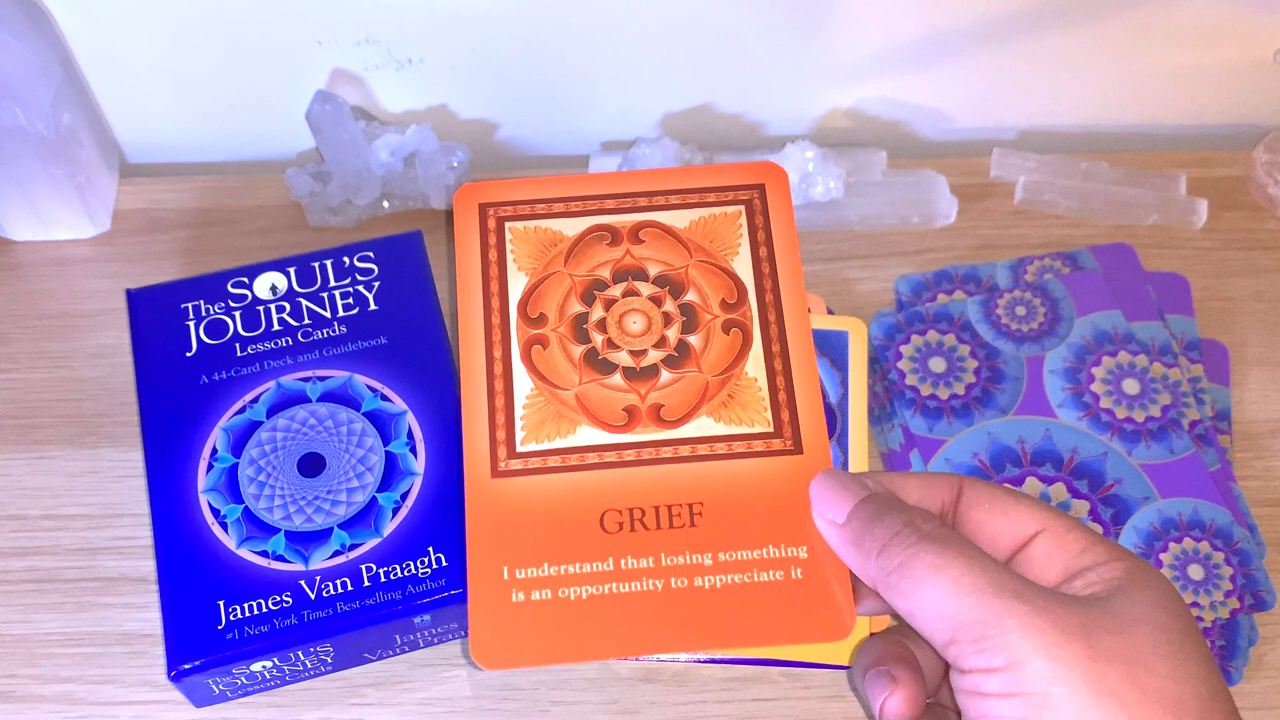 The SOUL'S
JOURNEY
Lesson Cards
A 44-Card Deck and Guidebook
James Van Praagh
#1 New York Times Best-selling Author
The SOUL'S
JOURNEY
Lesson Cards
James
Van Praa
GRIEF
I understand that losing something
is an opportunity to appreciate it